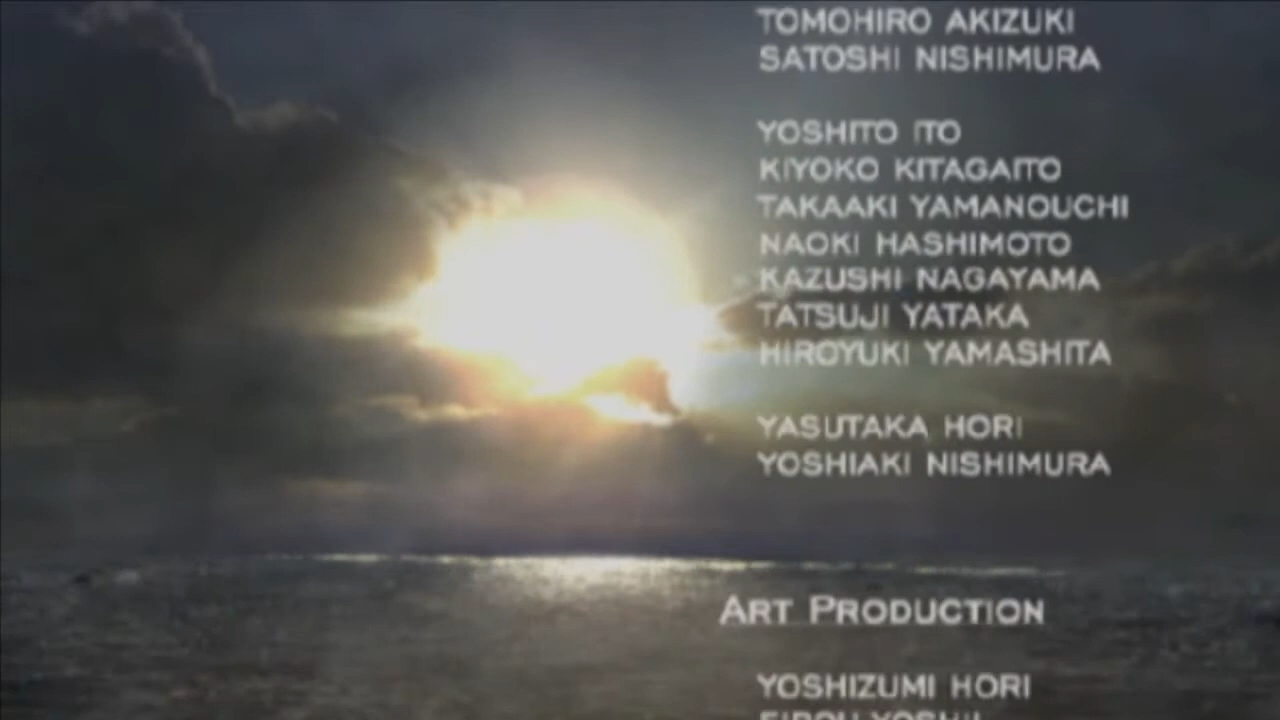 TOMOHIRO AKIZUKI
SATOSHI NISHIMURA
YOSHITO ITO
KIYOKO KITAGAITO
TAKAAKI YAMANOUCHI
NAOKI HASHIMOTO
KAZUSHI NAGAYAMA
TATSUJI YATAKA
HIROYUKI YAMASHITA
YASUTAKA HORI
YOSHIAKI NISHIMURA
ART PRODUCTION
YOSHIZUMI HORI